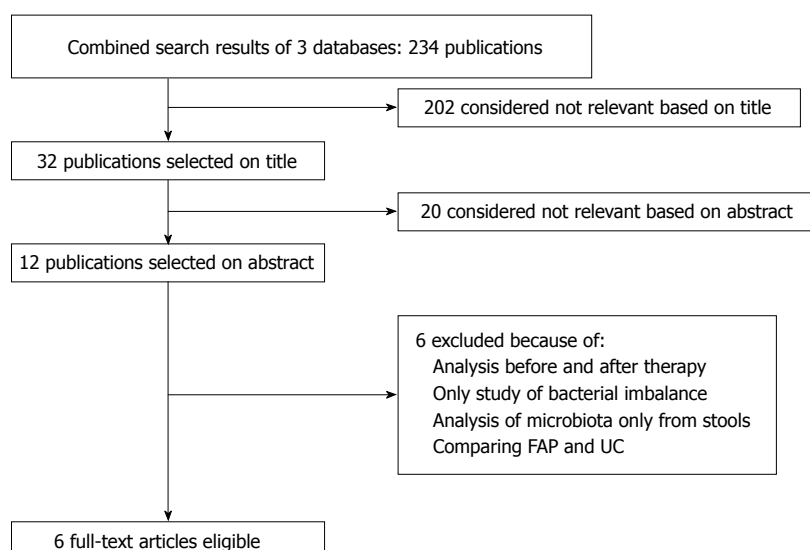 Combined search results of 3 databases: 234 publications
202 considered not relevant based on title
32 publications selected on title
20 considered not relevant based on abstract
12 publications selected on abstract
6 excluded because of:
Analysis before and after therapy
Only study of bacterial imbalance
Analysis of microbiota only from stools
Comparing FAP and UC
6 full-text articles eligible